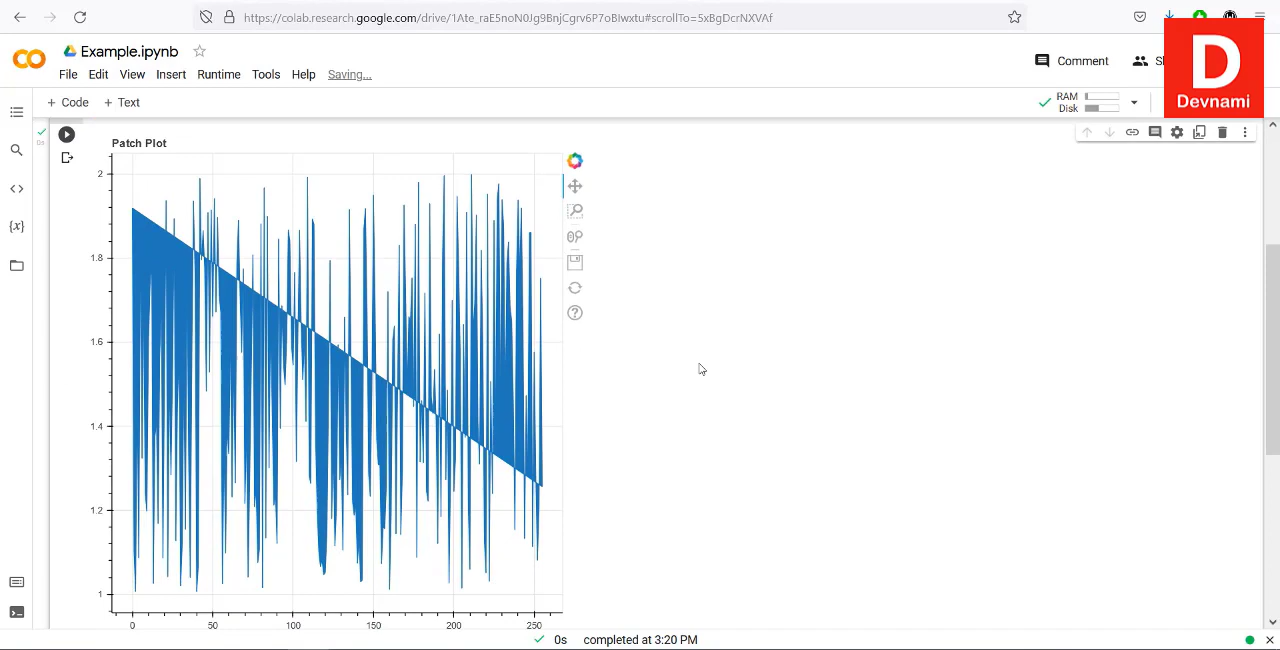 https://colab.research.google.com/drive/1Ate_raE5noN0Jg9BnjCgrv6P7oBIwxtu#scrollTo=5xBgDcrNXVAf
Example.ipynb
File Edit View Insert Runtime Tools Help Saving...
Comment
D
Devnami
+ Code + Text
RAM
Disk
Patch Plot
2
1.8
1.6
1.4
1.2
1
0 50 100 150 200 250
{x}
0s
0s completed at 3:20 PM